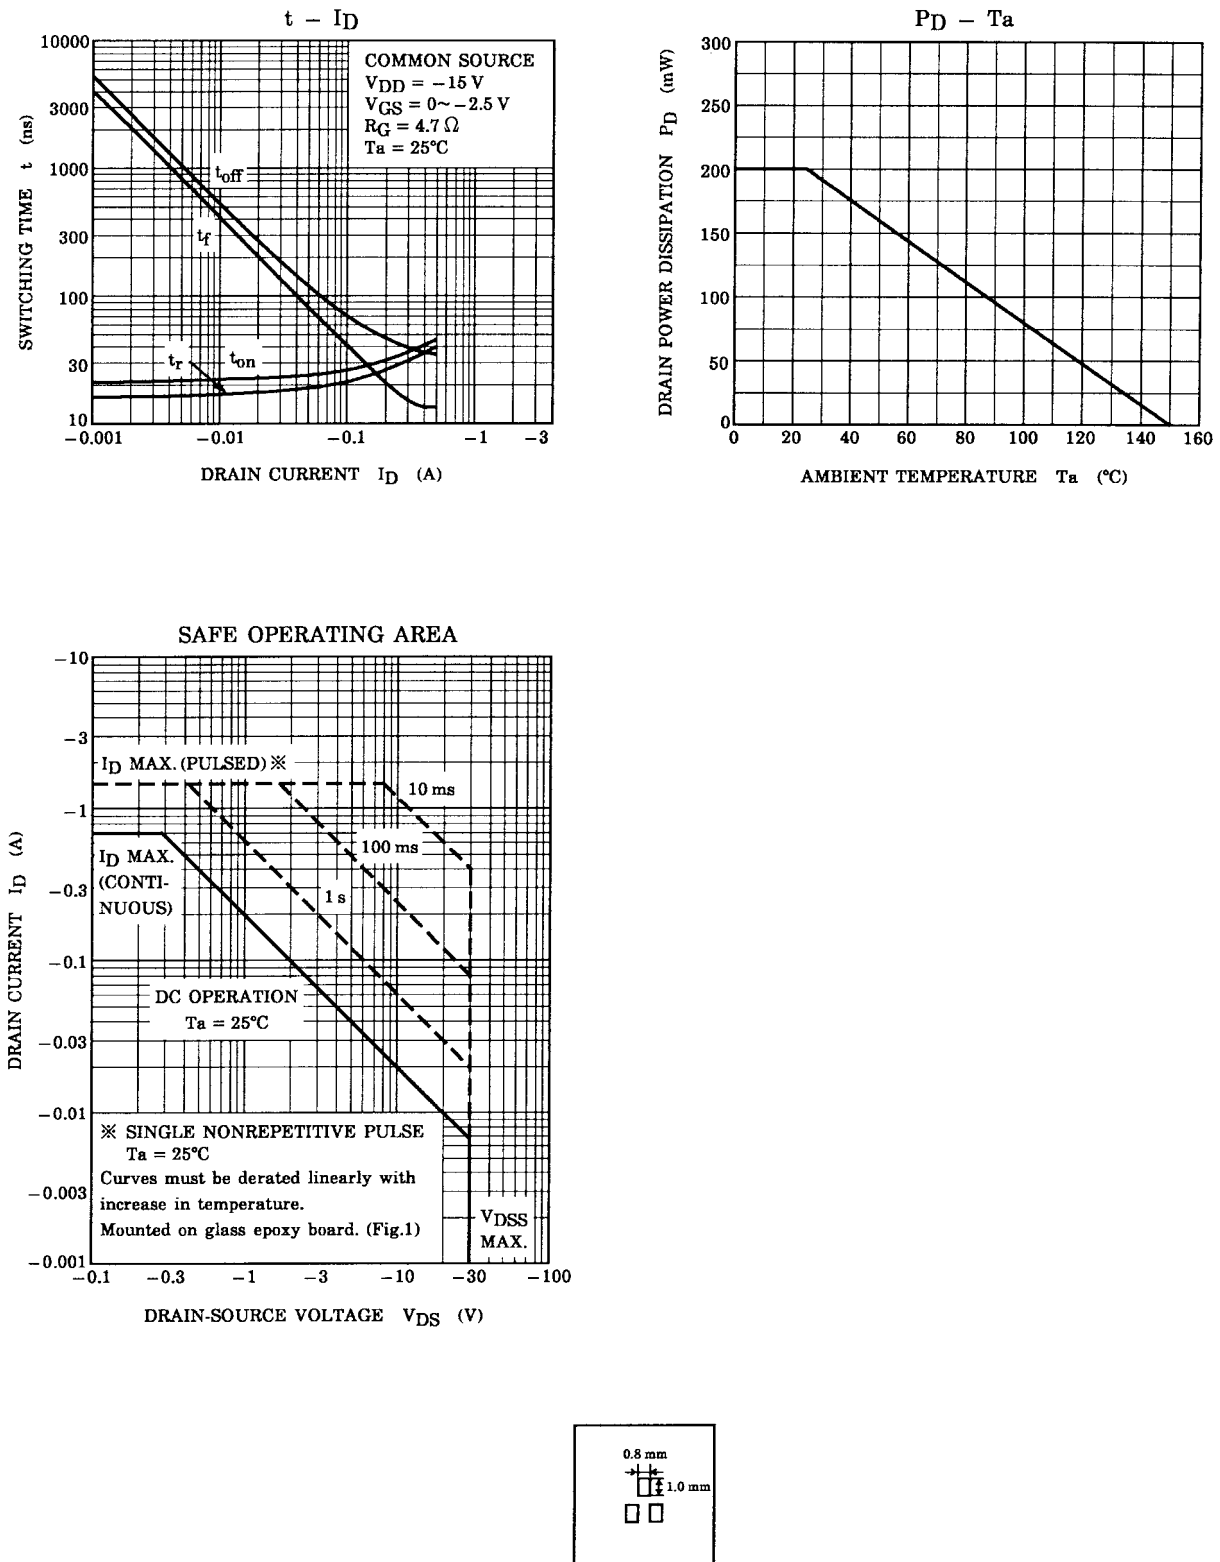 t − ID
10000
3000
1000
300
100
30
10
SWITCHING TIME t (ns)
COMMON SOURCE
VDD = −15 V
VGS = 0~−2.5 V
RG = 4.7 Ω
Ta = 25°C
toff
tf
tr
ton
−0.001
−0.01
−0.1
−1
−3
DRAIN CURRENT ID (A)
PD − Ta
300
250
200
150
100
50
0
DRAIN POWER DISSIPATION PD (mW)
0 20 40 60 80 100 120 140 160
AMBIENT TEMPERATURE Ta (°C)
SAFE OPERATING AREA
−10
−3
−1
−0.3
−0.1
−0.03
−0.01
−0.003
−0.001
DRAIN CURRENT ID (A)
ID MAX. (PULSED) ※
10 ms
100 ms
1 s
ID MAX.
(CONTI-
NUOUS)
DC OPERATION
Ta = 25°C
※ SINGLE NONREPETITIVE PULSE
Ta = 25°C
Curves must be derated linearly with
increase in temperature.
Mounted on glass epoxy board. (Fig.1)
VDSS
MAX.
−0.1 −0.3 −1 −3 −10 −30 −100
DRAIN-SOURCE VOLTAGE VDS (V)
0.8 mm
1.0 mm